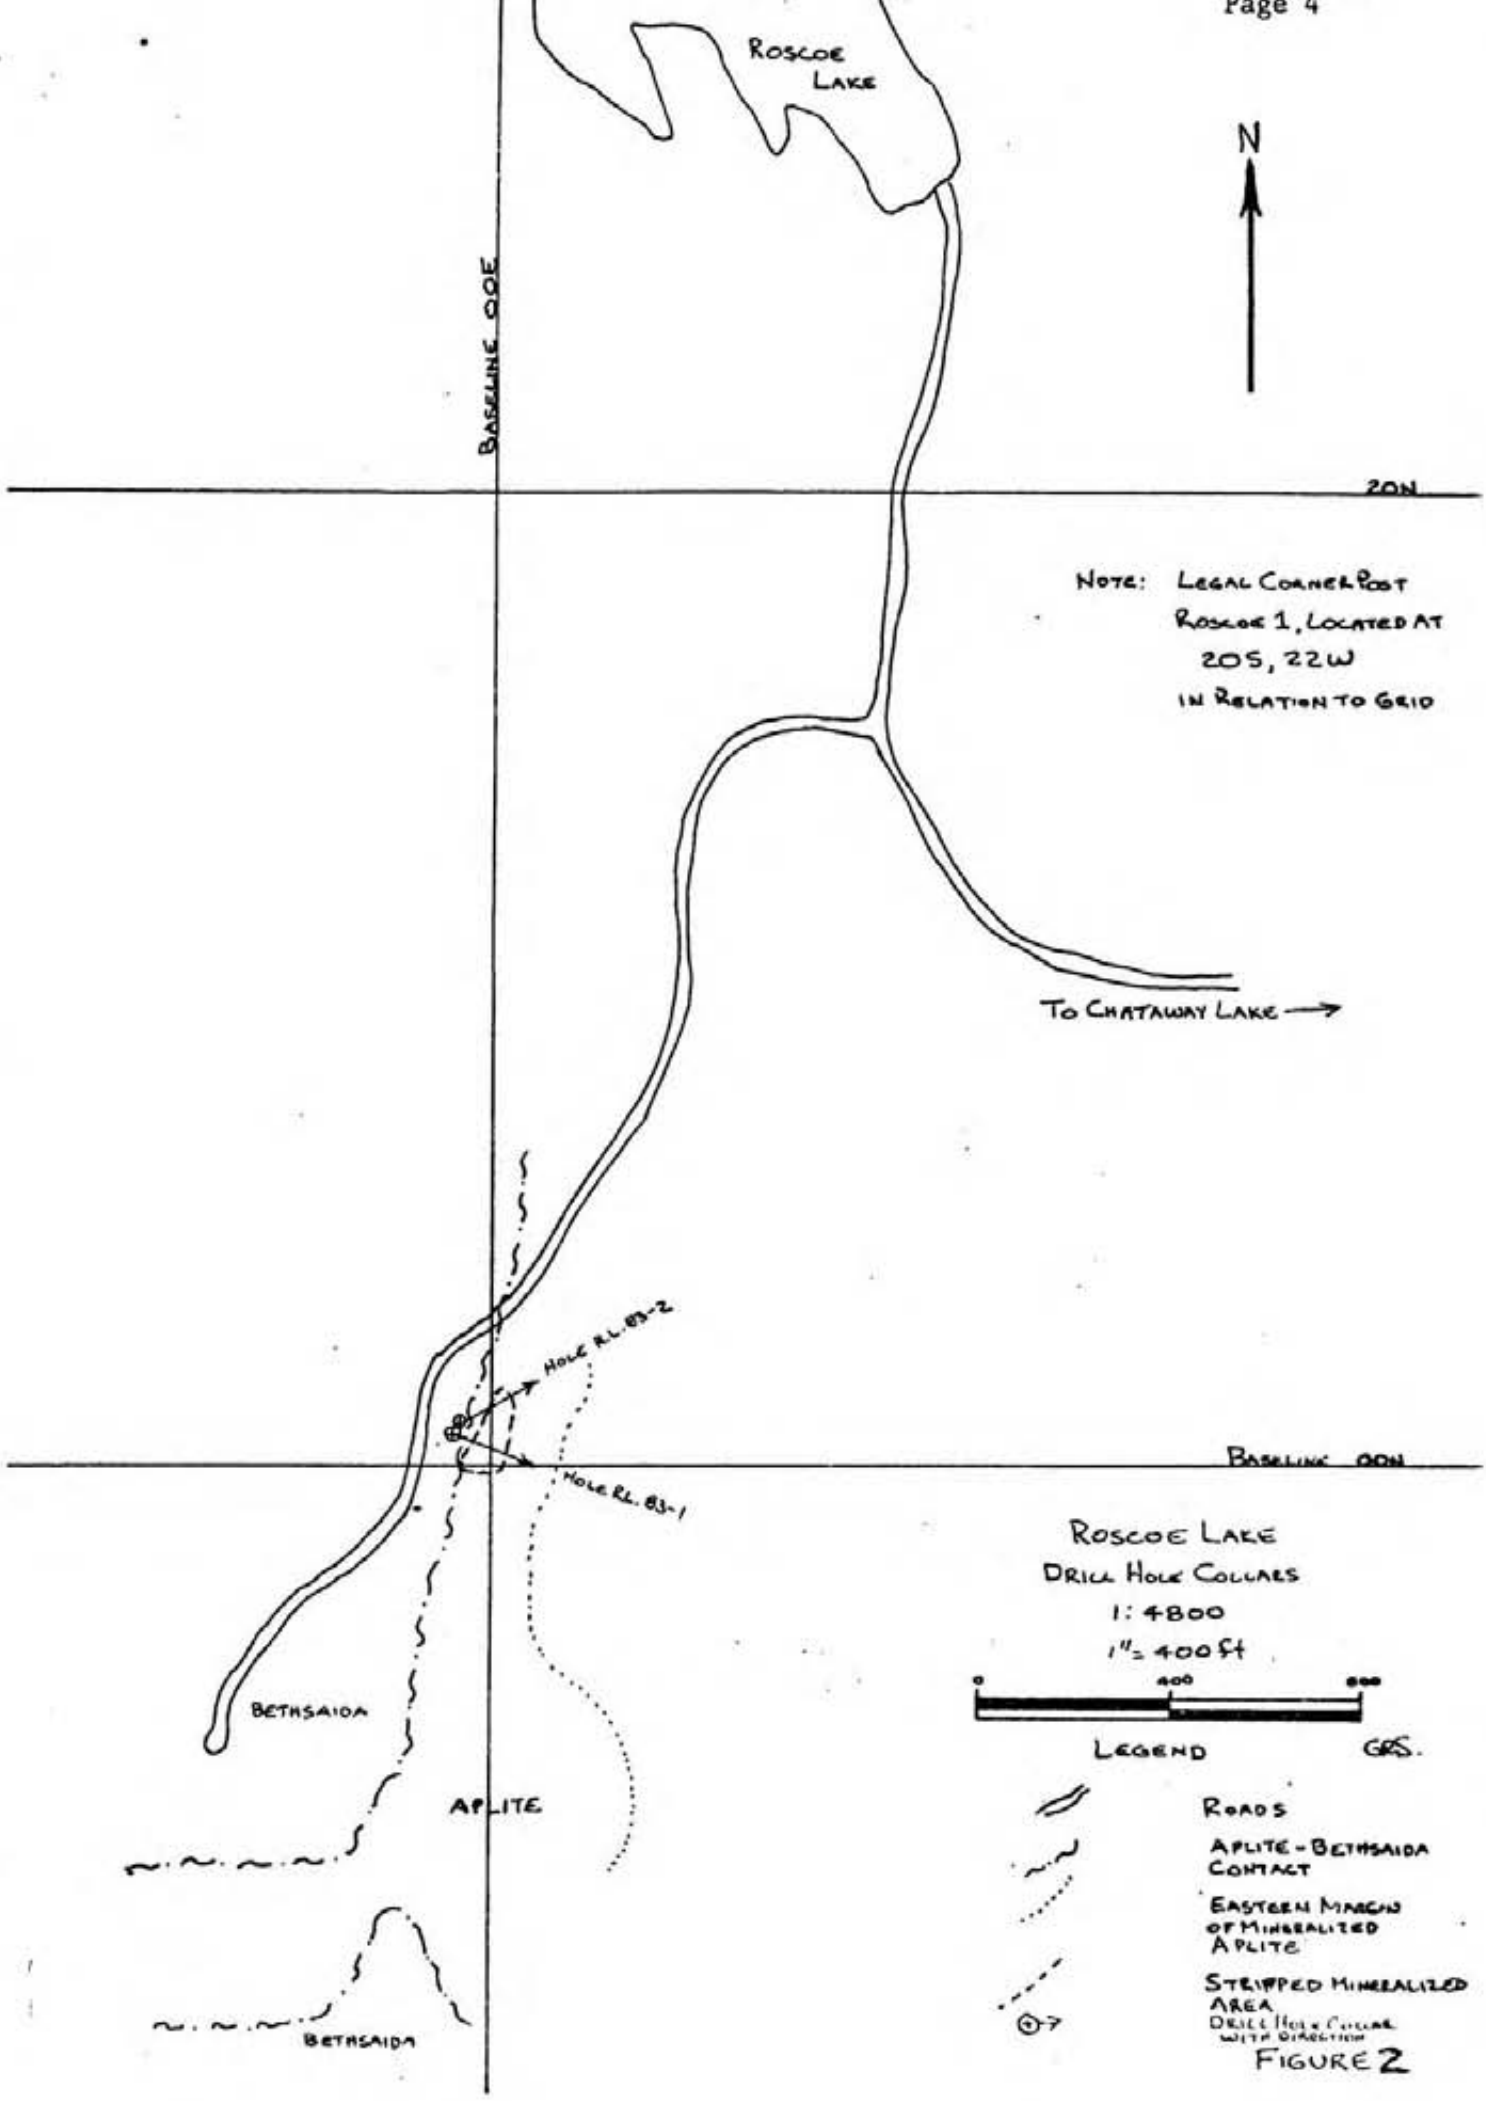 Page 4
ROSCOE
LAKE
N
BASELINE 00E
20N
NOTE: LEGAL CORNER POST
ROSCOE 1, LOCATED AT
20S, 22W
IN RELATION TO GRID
TO CHATAWAY LAKE
HOLE R.L. 83-2
BASELINE 00N
HOLE R.L. 83-1
ROSCOE LAKE
DRILL HOLE COLLARS
1:4800
1"= 400 ft
0 400 800
BETHSAIDA
LEGEND GRS.
APLITE
ROADS
APLITE-BETHSAIDA
CONTACT
EASTERN MARGIN
OF MINERALIZED
APLITE
STRIPPED MINERALIZED
AREA
DRILL HOLE COLLAR
WITH DIRECTION
BETHSAIDA
FIGURE 2